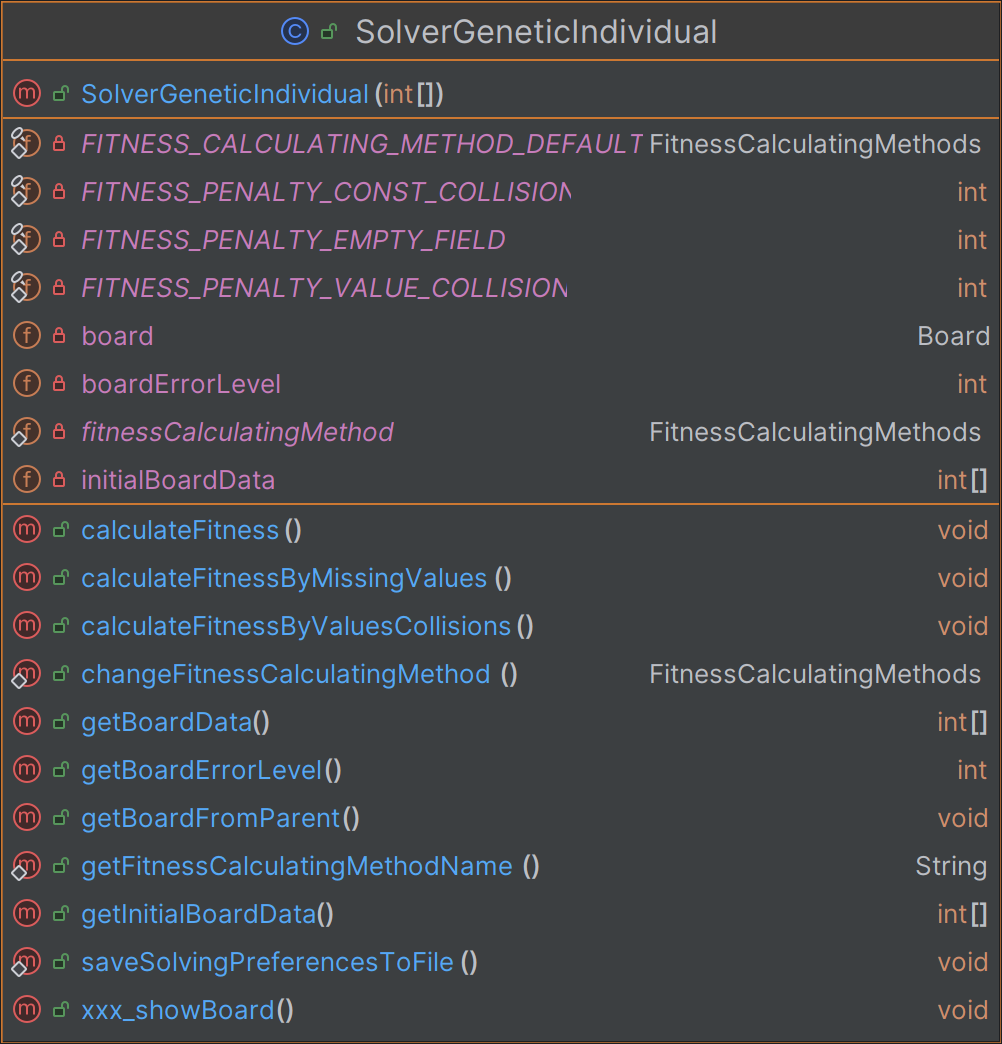 C SolverGeneticIndividual
m SolverGeneticIndividual(int[])
f FITNESS_CALCULATING_METHOD_DEFAULT FitnessCalculatingMethods
f FITNESS_PENALTY_CONST_COLLISION int
f FITNESS_PENALTY_EMPTY_FIELD int
f FITNESS_PENALTY_VALUE_COLLISION int
f board Board
f boardErrorLevel int
f fitnessCalculatingMethod FitnessCalculatingMethods
f initialBoardData int[]
m calculateFitness() void
m calculateFitnessByMissingValues() void
m calculateFitnessByValuesCollisions() void
m changeFitnessCalculatingMethod() FitnessCalculatingMethods
m getBoardData() int[]
m getBoardErrorLevel() int
m getBoardFromParent() void
m getFitnessCalculatingMethodName() String
m getInitialBoardData() int[]
m saveSolvingPreferencesToFile() void
m xxx_showBoard() void